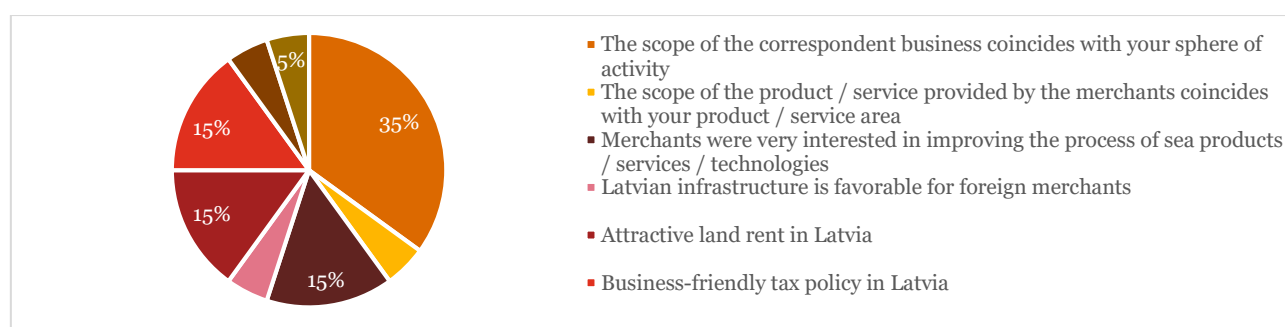 The scope of the correspondent business coincides with your sphere of
activity
The scope of the product / service provided by the merchants coincides
with your product / service area
Merchants were very interested in improving the process of sea products
/ services / technologies
Latvian infrastructure is favorable for foreign merchants
Attractive land rent in Latvia
Business-friendly tax policy in Latvia
5%
35%
15%
15%
15%